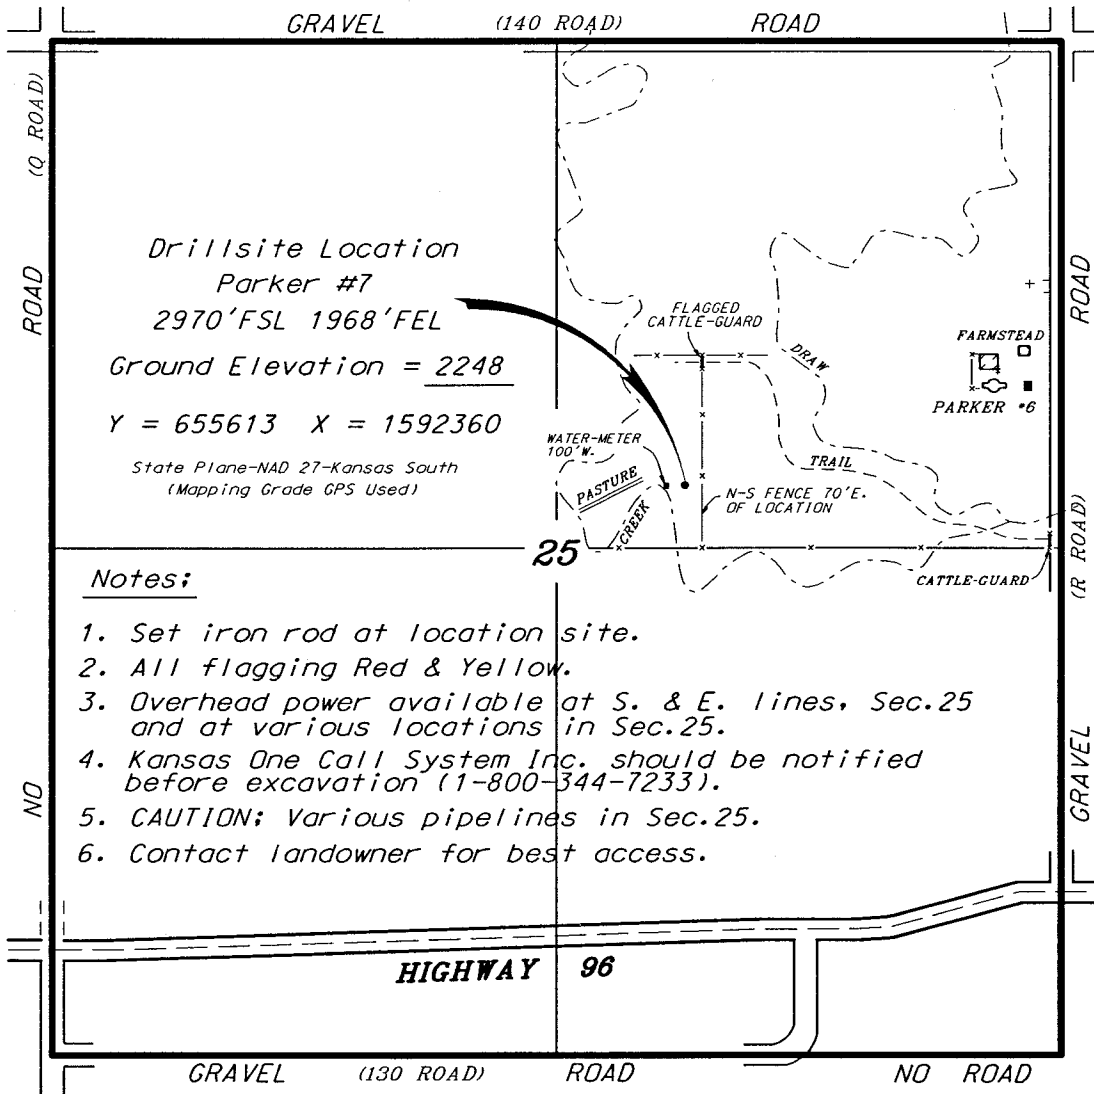 GRAVEL (140 ROAD) ROAD
(Q ROAD)
ROAD
NO
Drillsite Location
Parker #7
2970'FSL 1968'FEL
Ground Elevation = 2248
Y = 655613 X = 1592360
State Plane-NAD 27-Kansas South
(Mapping Grade GPS Used)
FLAGGED
CATTLE-GUARD
DRAW
FARMSTEAD
PARKER #6
WATER-METER
100'W.
PASTURE
CREEK
TRAIL
N-S FENCE 70'E.
OF LOCATION
25
CATTLE-GUARD
ROAD
(R ROAD)
GRAVEL
Notes:
1. Set iron rod at location site.
2. All flagging Red & Yellow.
3. Overhead power available at S. & E. lines, Sec.25
and at various locations in Sec.25.
4. Kansas One Call System Inc. should be notified
before excavation (1-800-344-7233).
5. CAUTION: Various pipelines in Sec.25.
6. Contact landowner for best access.
HIGHWAY 96
GRAVEL (130 ROAD) ROAD NO ROAD